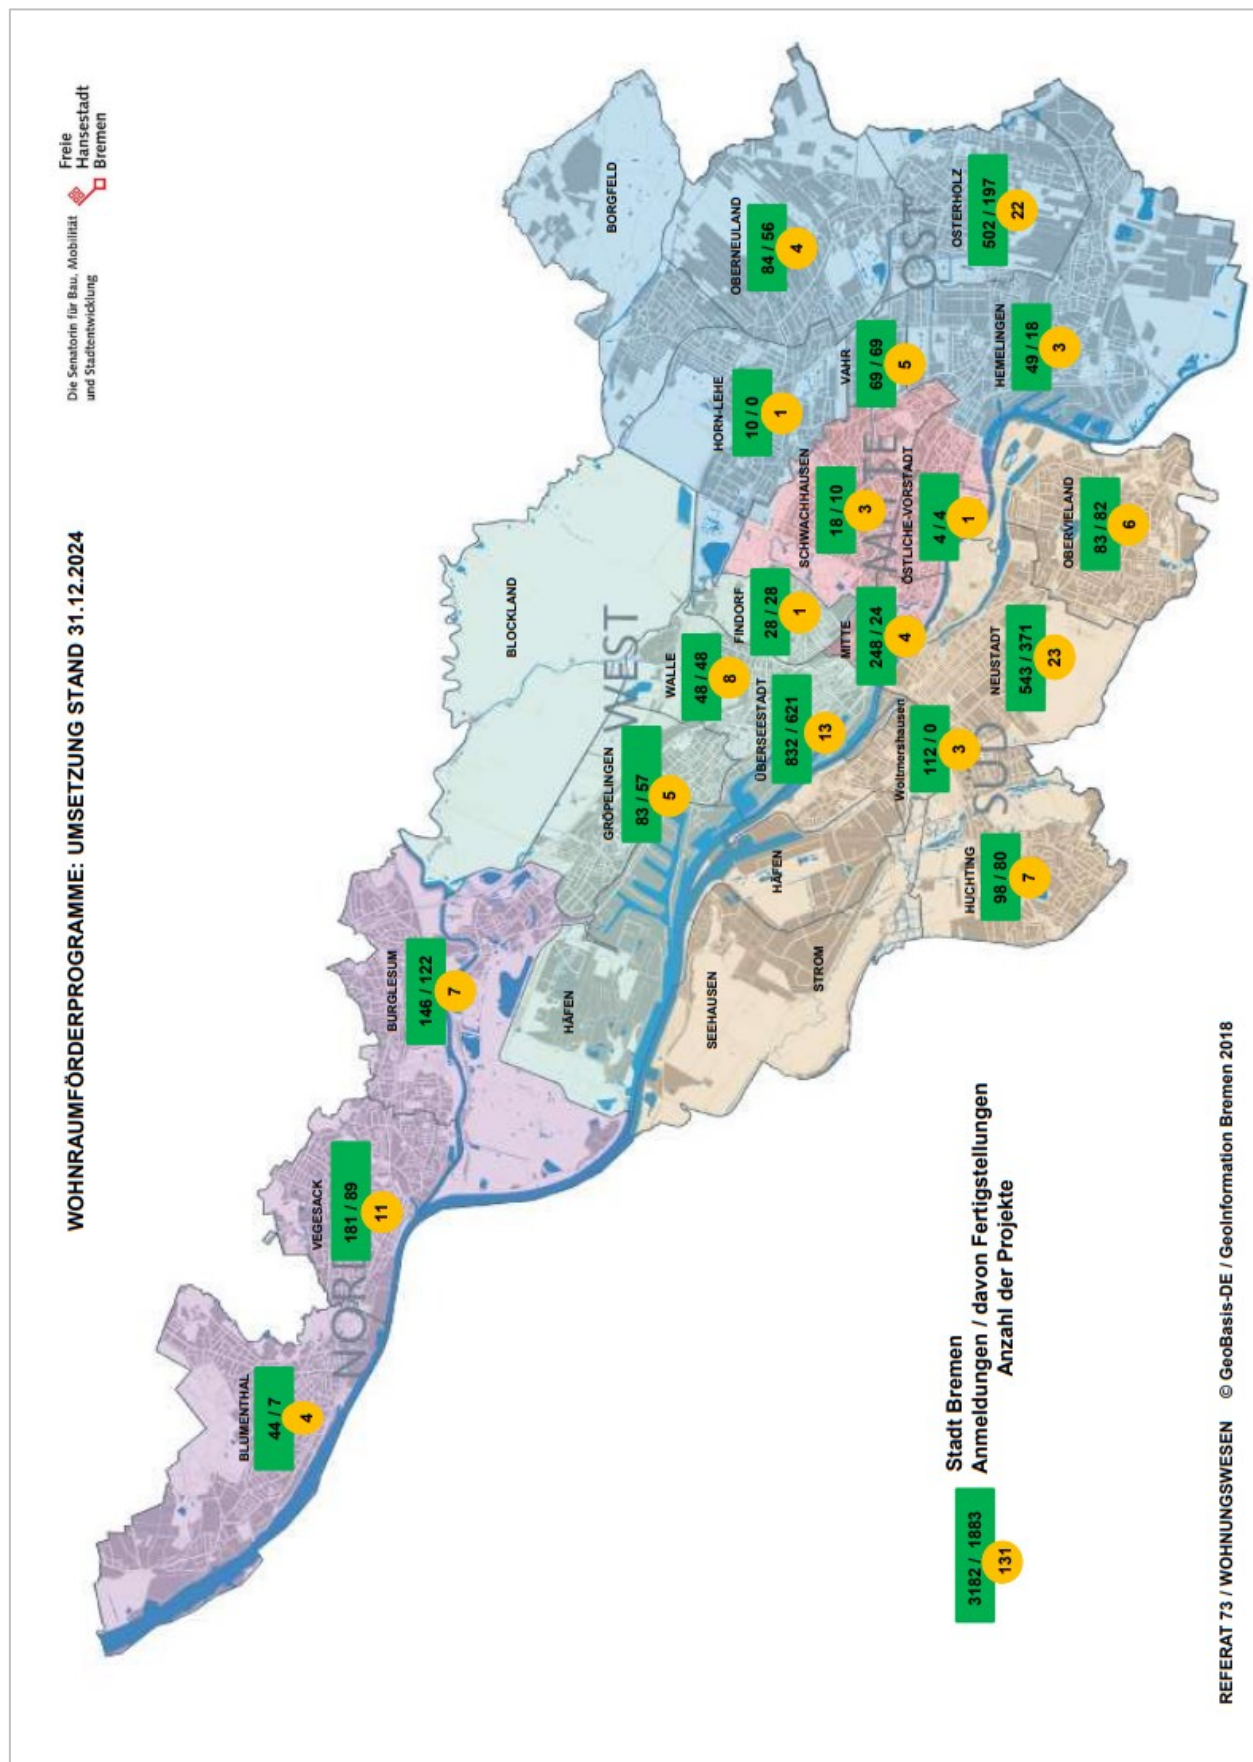 WOHNRAUMFÖRDERPROGRAMME: UMSETZUNG STAND 31.12.2024
Die Senatorin für Bau, Mobilität
und Stadtentwicklung
Freie
Hansestadt
Bremen
BLUMENTHAL
44 / 7
4
NORD
VEGESACK
181 / 89
11
BURGLESUM
146 / 122
7
HÄFEN
BLOCKLAND
WEST
GRÖPELINGEN
83 / 57
5
WALLE
48 / 48
8
FINDORF
28 / 28
1
ÜBERSEESTADT
832 / 621
13
MITTE
248 / 24
4
MITTE
SCHWACHHAUSEN
18 / 10
3
ÖSTLICHE-VORSTADT
4 / 4
1
BORGFELD
HORN-LEHE
10 / 0
1
OBERNEULAND
84 / 56
4
VAHR
69 / 69
5
OST
OSTERHOLZ
502 / 197
22
HEMELINGEN
49 / 18
3
SEEHAUSEN
STROM
HÄFEN
Woltmershausen
112 / 0
3
SÜD
HUCHTING
98 / 80
7
NEUSTADT
543 / 371
23
OBERVIELAND
83 / 82
6
3182 / 1883
131
Stadt Bremen
Anmeldungen / davon Fertigstellungen
Anzahl der Projekte
REFERAT 73 / WOHNUNGSWESEN © GeoBasis-DE / GeoInformation Bremen 2018